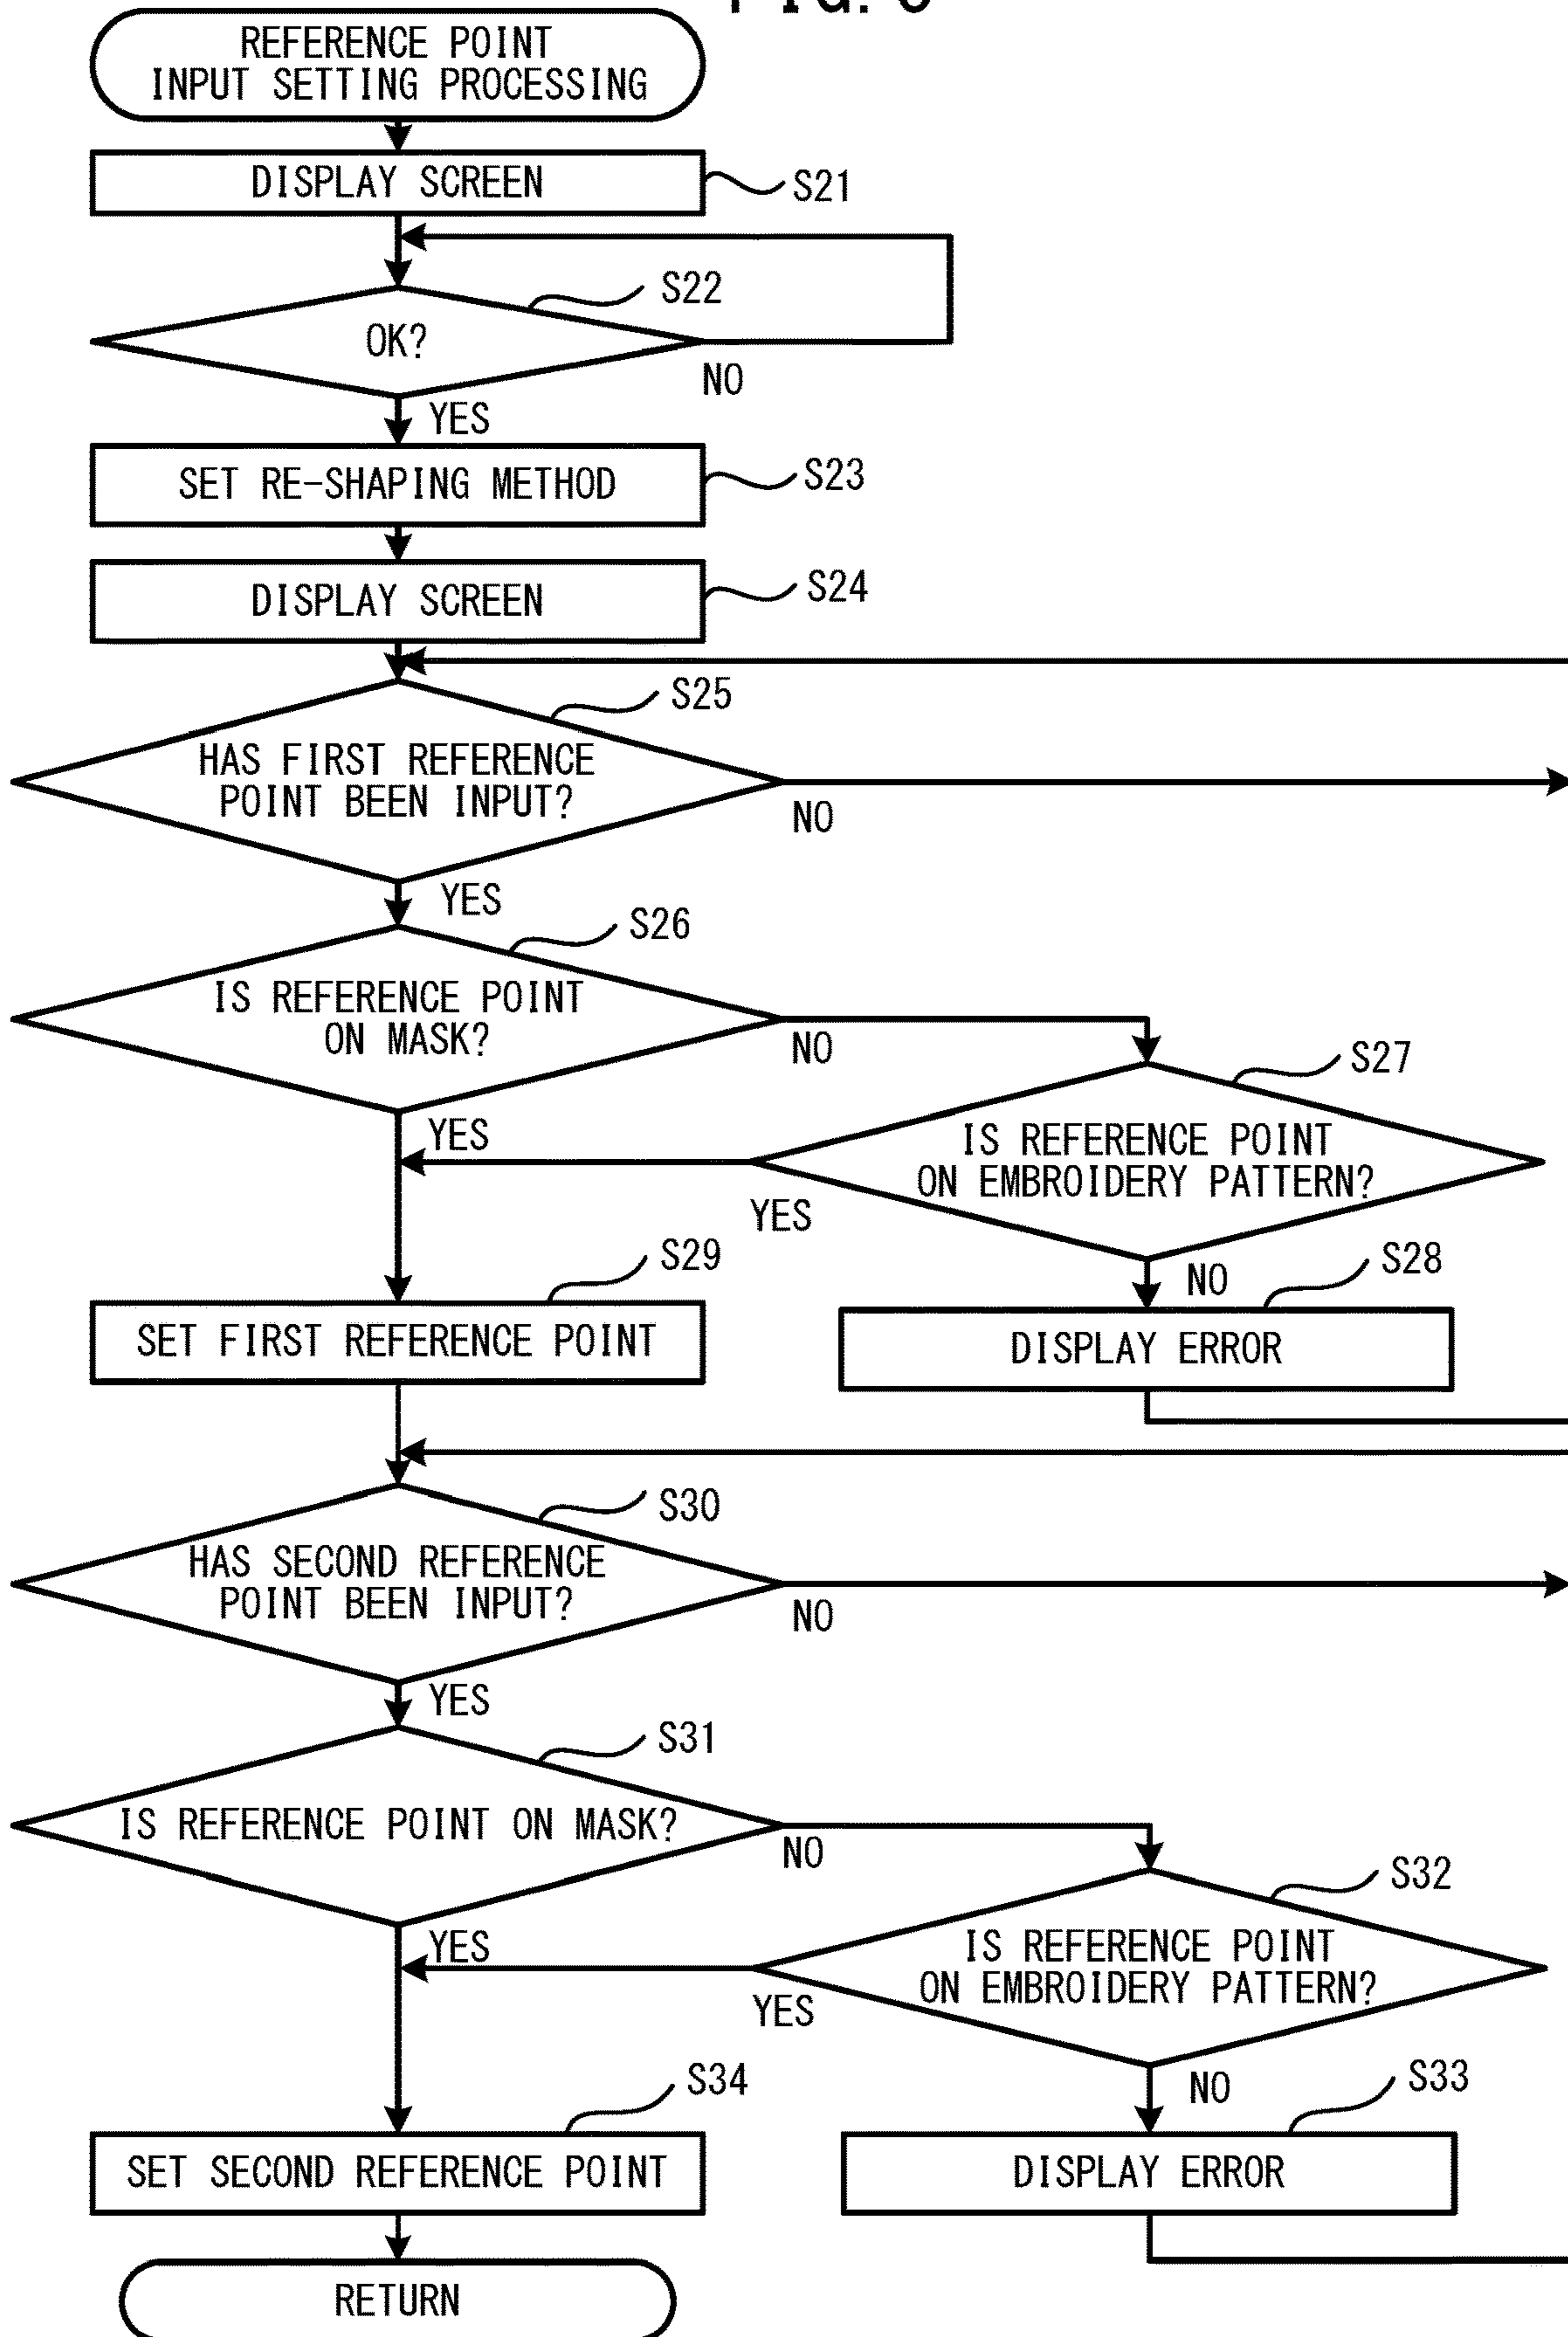 REFERENCE POINT
INPUT SETTING PROCESSING
DISPLAY SCREEN
S21
S22
OK?
NO
YES
SET RE-SHAPING METHOD
S23
DISPLAY SCREEN
S24
S25
HAS FIRST REFERENCE
POINT BEEN INPUT?
NO
YES
S26
IS REFERENCE POINT
ON MASK?
NO
S27
YES
IS REFERENCE POINT
ON EMBROIDERY PATTERN?
YES
S29
NO
S28
SET FIRST REFERENCE POINT
DISPLAY ERROR
S30
HAS SECOND REFERENCE
POINT BEEN INPUT?
NO
YES
S31
IS REFERENCE POINT ON MASK?
NO
S32
YES
IS REFERENCE POINT
ON EMBROIDERY PATTERN?
YES
S34
NO
S33
SET SECOND REFERENCE POINT
DISPLAY ERROR
RETURN